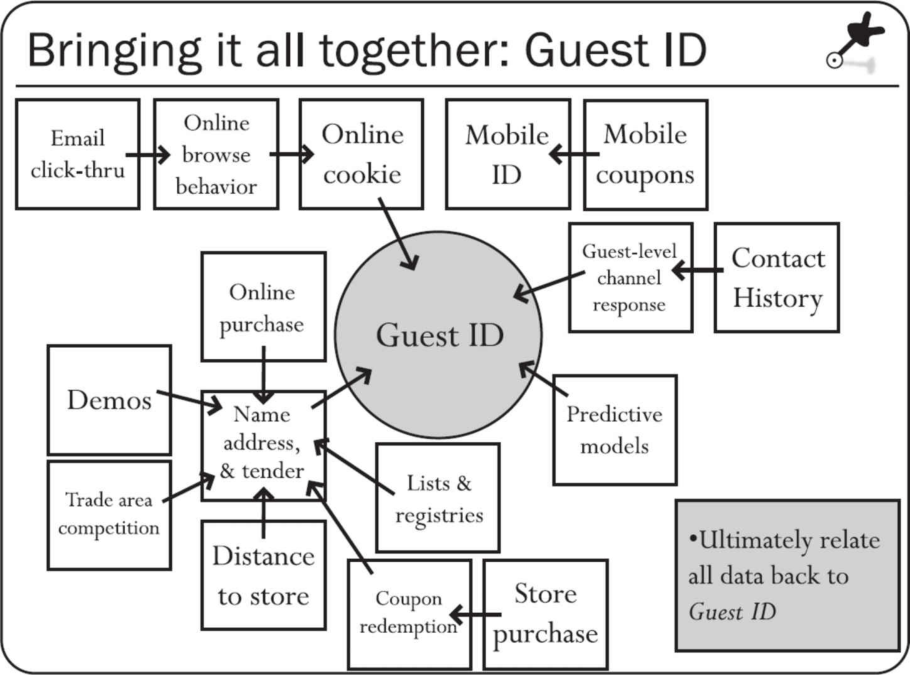 Bringing it all together: Guest ID
Email
click-thru
Online
browse
behavior
Online
cookie
Mobile
ID
Mobile
coupons
Guest-level
channel
response
Contact
History
Online
purchase
Guest ID
Demos
Name
address,
& tender
Predictive
models
Trade area
competition
Lists &
registries
Distance
to store
Coupon
redemption
Store
purchase
•Ultimately relate
all data back to
Guest ID